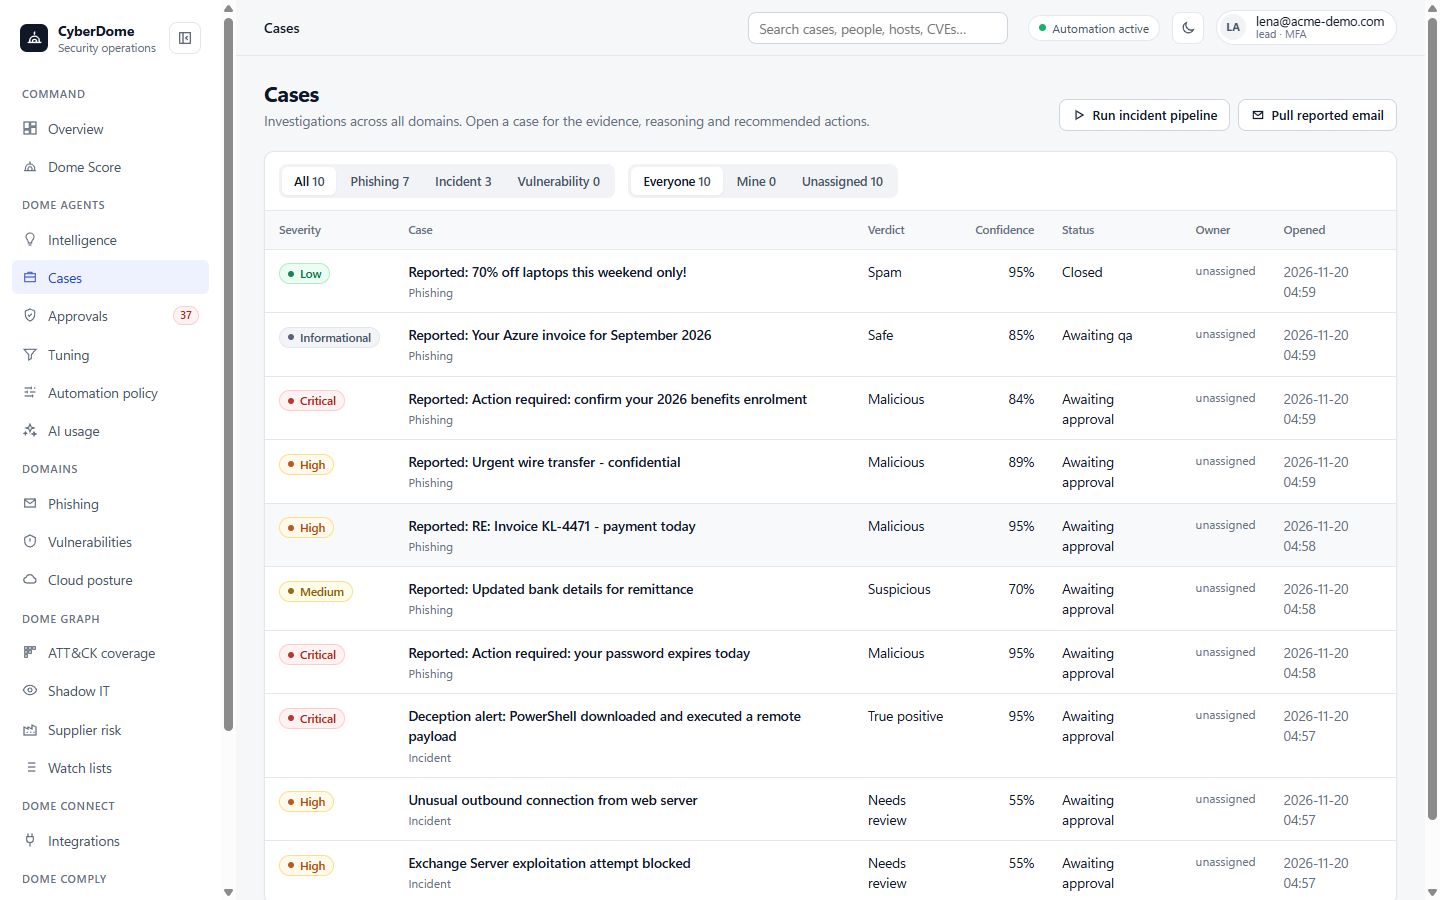 CyberDome
Security operations
COMMAND
Overview
Dome Score
DOME AGENTS
Intelligence
Cases
Approvals 37
Tuning
Automation policy
AI usage
DOMAINS
Phishing
Vulnerabilities
Cloud posture
DOME GRAPH
ATT&CK coverage
Shadow IT
Supplier risk
Watch lists
DOME CONNECT
Integrations
DOME COMPLY
Cases
Search cases, people, hosts, CVEs...
Automation active
LA
lena@acme-demo.com
lead · MFA
Cases
Investigations across all domains. Open a case for the evidence, reasoning and recommended actions.
Run incident pipeline
Pull reported email
All 10 Phishing 7 Incident 3 Vulnerability 0 Everyone 10 Mine 0 Unassigned 10
Severity Case Verdict Confidence Status Owner Opened
Low Reported: 70% off laptops this weekend only! Spam 95% Closed unassigned 2026-11-20
Phishing 04:59
Informational Reported: Your Azure invoice for September 2026 Safe 85% Awaiting qa unassigned 2026-11-20
Phishing 04:59
Critical Reported: Action required: confirm your 2026 benefits enrolment Malicious 84% Awaiting unassigned 2026-11-20
Phishing approval 04:59
High Reported: Urgent wire transfer - confidential Malicious 89% Awaiting unassigned 2026-11-20
Phishing approval 04:59
High Reported: RE: Invoice KL-4471 - payment today Malicious 95% Awaiting unassigned 2026-11-20
Phishing approval 04:58
Medium Reported: Updated bank details for remittance Suspicious 70% Awaiting unassigned 2026-11-20
Phishing approval 04:58
Critical Reported: Action required: your password expires today Malicious 95% Awaiting unassigned 2026-11-20
Phishing approval 04:58
Critical Deception alert: PowerShell downloaded and executed a remote True positive 95% Awaiting unassigned 2026-11-20
payload approval 04:57
Incident
High Unusual outbound connection from web server Needs 55% Awaiting unassigned 2026-11-20
Incident review approval 04:57
High Exchange Server exploitation attempt blocked Needs 55% Awaiting unassigned 2026-11-20
Incident review approval 04:57